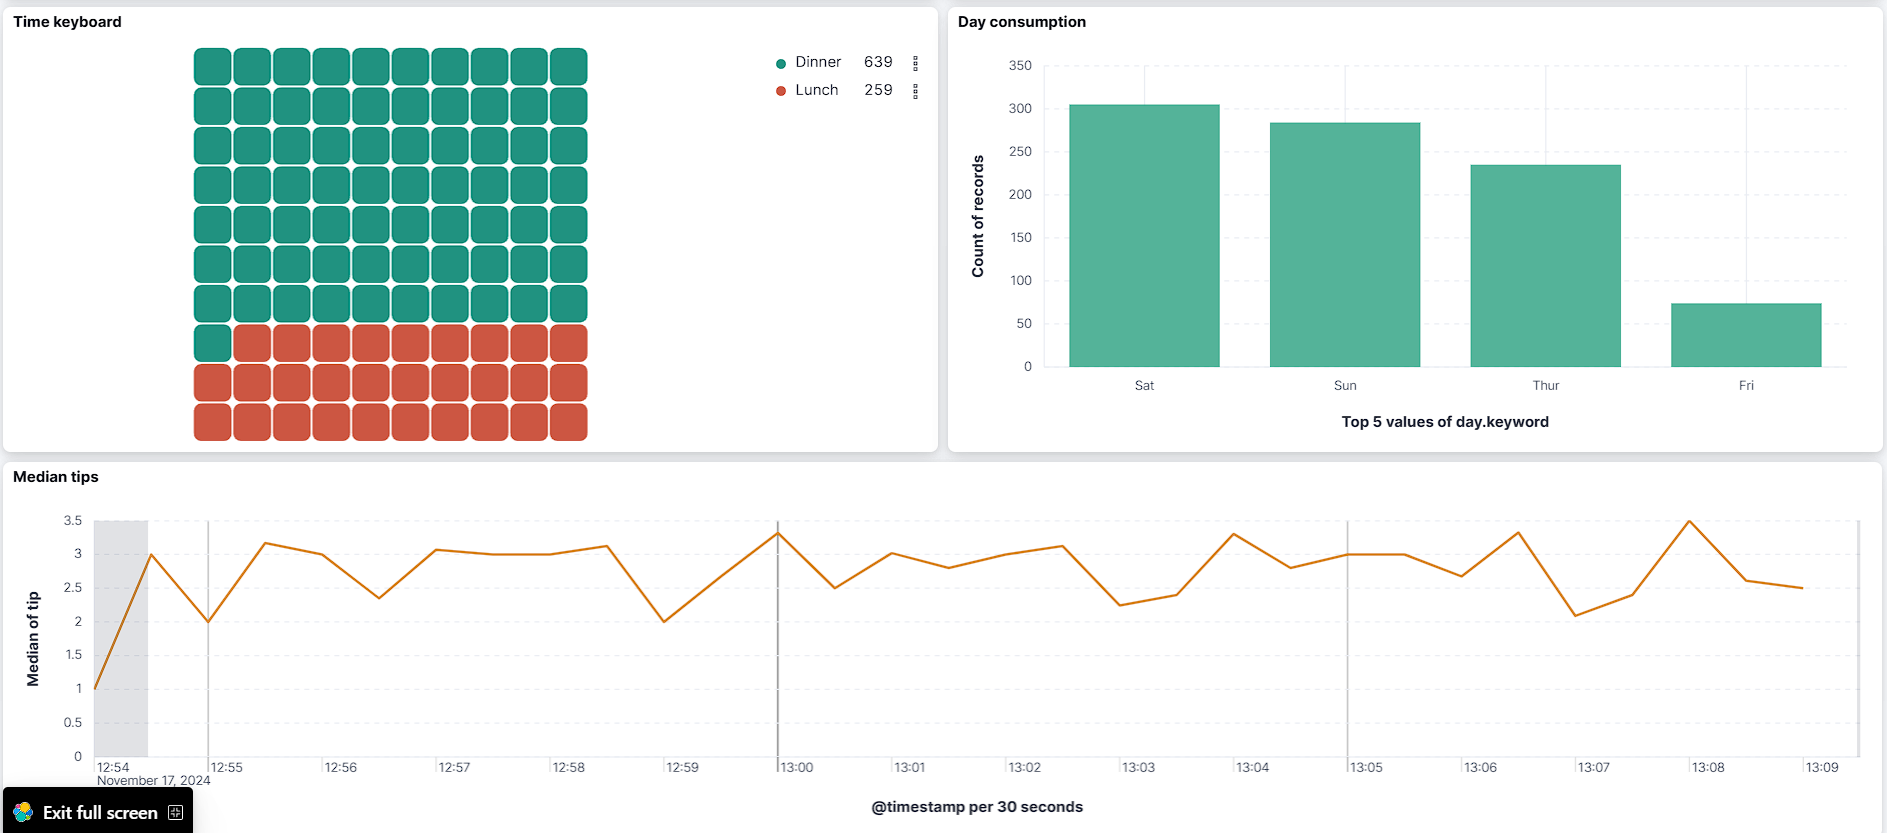 Time keyboard
Dinner 639
Lunch 259
Day consumption
350
300
250
200
150
100
50
0
Count of records
Sat Sun Thur Fri
Top 5 values of day.keyword
Median tips
3.5
3
2.5
2
1.5
1
0.5
0
Median of tip
12:54 12:55 12:56 12:57 12:58 12:59 13:00 13:01 13:02 13:03 13:04 13:05 13:06 13:07 13:08 13:09
November 17, 2024
@timestamp per 30 seconds
Exit full screen